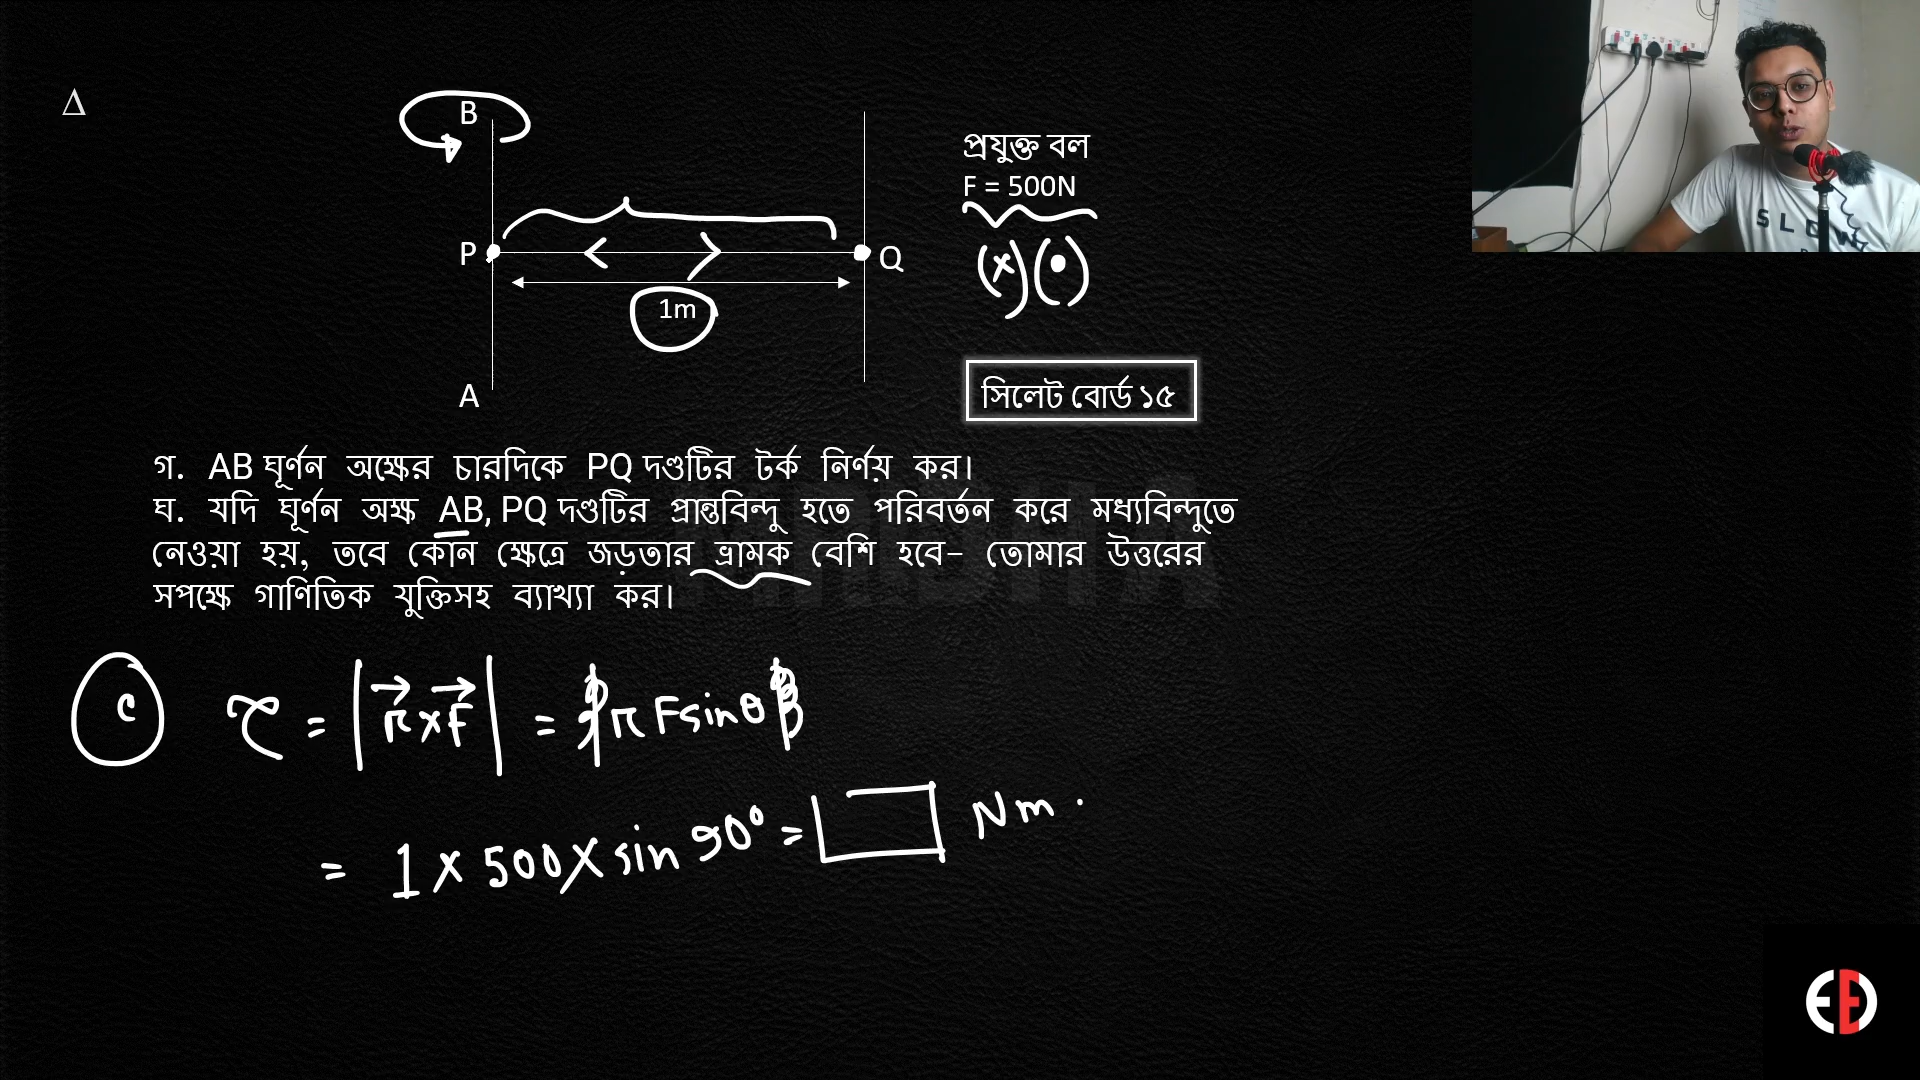 Δ
B
P
Q
1m
A
প্রযুক্ত বল
F = 500N
(×) (•)
সিলেট বোর্ড ১৫
গ. AB ঘূর্ণন অক্ষের চারদিকে PQ দণ্ডটির টর্ক নির্ণয় কর।
ঘ. যদি ঘূর্ণন অক্ষ AB, PQ দণ্ডটির প্রান্তবিন্দু হতে পরিবর্তন করে মধ্যবিন্দুতে
নেওয়া হয়, তবে কোন ক্ষেত্রে জড়তার ভ্রামক বেশি হবে– তোমার উত্তরের
সপক্ষে গাণিতিক যুক্তিসহ ব্যাখ্যা কর।
c τ = |r⃗ × F⃗| = r F sin θ
= 1 × 500 × sin 90° = □ Nm.
SLOW